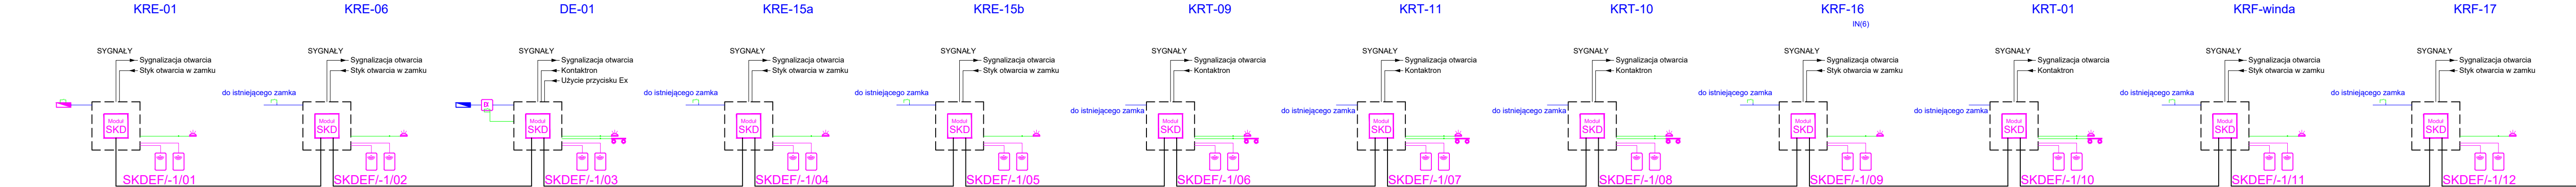 KRE-01
KRE-06
DE-01
KRE-15a
KRE-15b
KRT-09
KRT-11
KRT-10
KRF-16
KRT-01
KRF-winda
KRF-17
IN(6)
SYGNAŁY
Sygnalizacja otwarcia
Styk otwarcia w zamku
Moduł
SKD
SKDEF/-1/01
SYGNAŁY
Sygnalizacja otwarcia
Styk otwarcia w zamku
do istniejącego zamka
Moduł
SKD
SKDEF/-1/02
SYGNAŁY
Sygnalizacja otwarcia
Kontaktron
Użycie przycisku Ex
EX
Moduł
SKD
SKDEF/-1/03
SYGNAŁY
Sygnalizacja otwarcia
Styk otwarcia w zamku
do istniejącego zamka
Moduł
SKD
SKDEF/-1/04
SYGNAŁY
Sygnalizacja otwarcia
Styk otwarcia w zamku
do istniejącego zamka
Moduł
SKD
SKDEF/-1/05
SYGNAŁY
Sygnalizacja otwarcia
Kontaktron
do istniejącego zamka
Moduł
SKD
SKDEF/-1/06
SYGNAŁY
Sygnalizacja otwarcia
Kontaktron
do istniejącego zamka
Moduł
SKD
SKDEF/-1/07
SYGNAŁY
Sygnalizacja otwarcia
Kontaktron
do istniejącego zamka
Moduł
SKD
SKDEF/-1/08
SYGNAŁY
Sygnalizacja otwarcia
Styk otwarcia w zamku
do istniejącego zamka
Moduł
SKD
SKDEF/-1/09
SYGNAŁY
Sygnalizacja otwarcia
Kontaktron
do istniejącego zamka
Moduł
SKD
SKDEF/-1/10
SYGNAŁY
Sygnalizacja otwarcia
Styk otwarcia w zamku
do istniejącego zamka
Moduł
SKD
SKDEF/-1/11
SYGNAŁY
Sygnalizacja otwarcia
Styk otwarcia w zamku
do istniejącego zamka
Moduł
SKD
SKDEF/-1/12